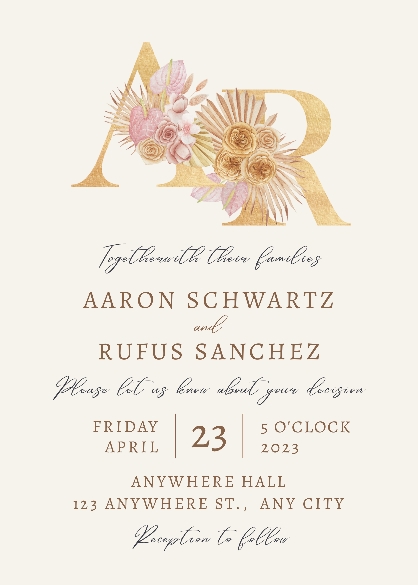 AR
Together with their families
AARON SCHWARTZ
and
RUFUS SANCHEZ
Please let us know about your decision
FRIDAY APRIL 23 5 O'CLOCK 2023
ANYWHERE HALL
123 ANYWHERE ST., ANY CITY
Reception to follow